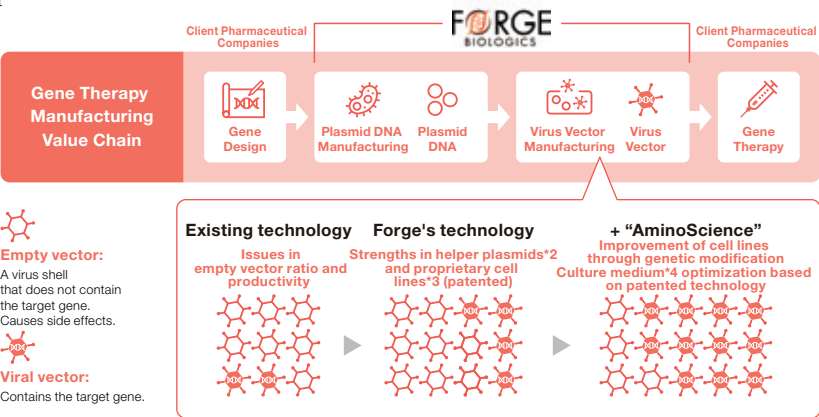 Client Pharmaceutical
Companies
FORGE
BIOLOGICS
Client Pharmaceutical
Companies
Gene Therapy
Manufacturing
Value Chain
Gene
Design
Plasmid DNA
Manufacturing
Plasmid
DNA
Virus Vector
Manufacturing
Virus
Vector
Gene
Therapy
Empty vector:
A virus shell
that does not contain
the target gene.
Causes side effects.
Viral vector:
Contains the target gene.
Existing technology
Issues in
empty vector ratio and
productivity
Forge's technology
Strengths in helper plasmids*2
and proprietary cell
lines*3 (patented)
+ “AminoScience”
Improvement of cell lines
through genetic modification
Culture medium*4 optimization based
on patented technology